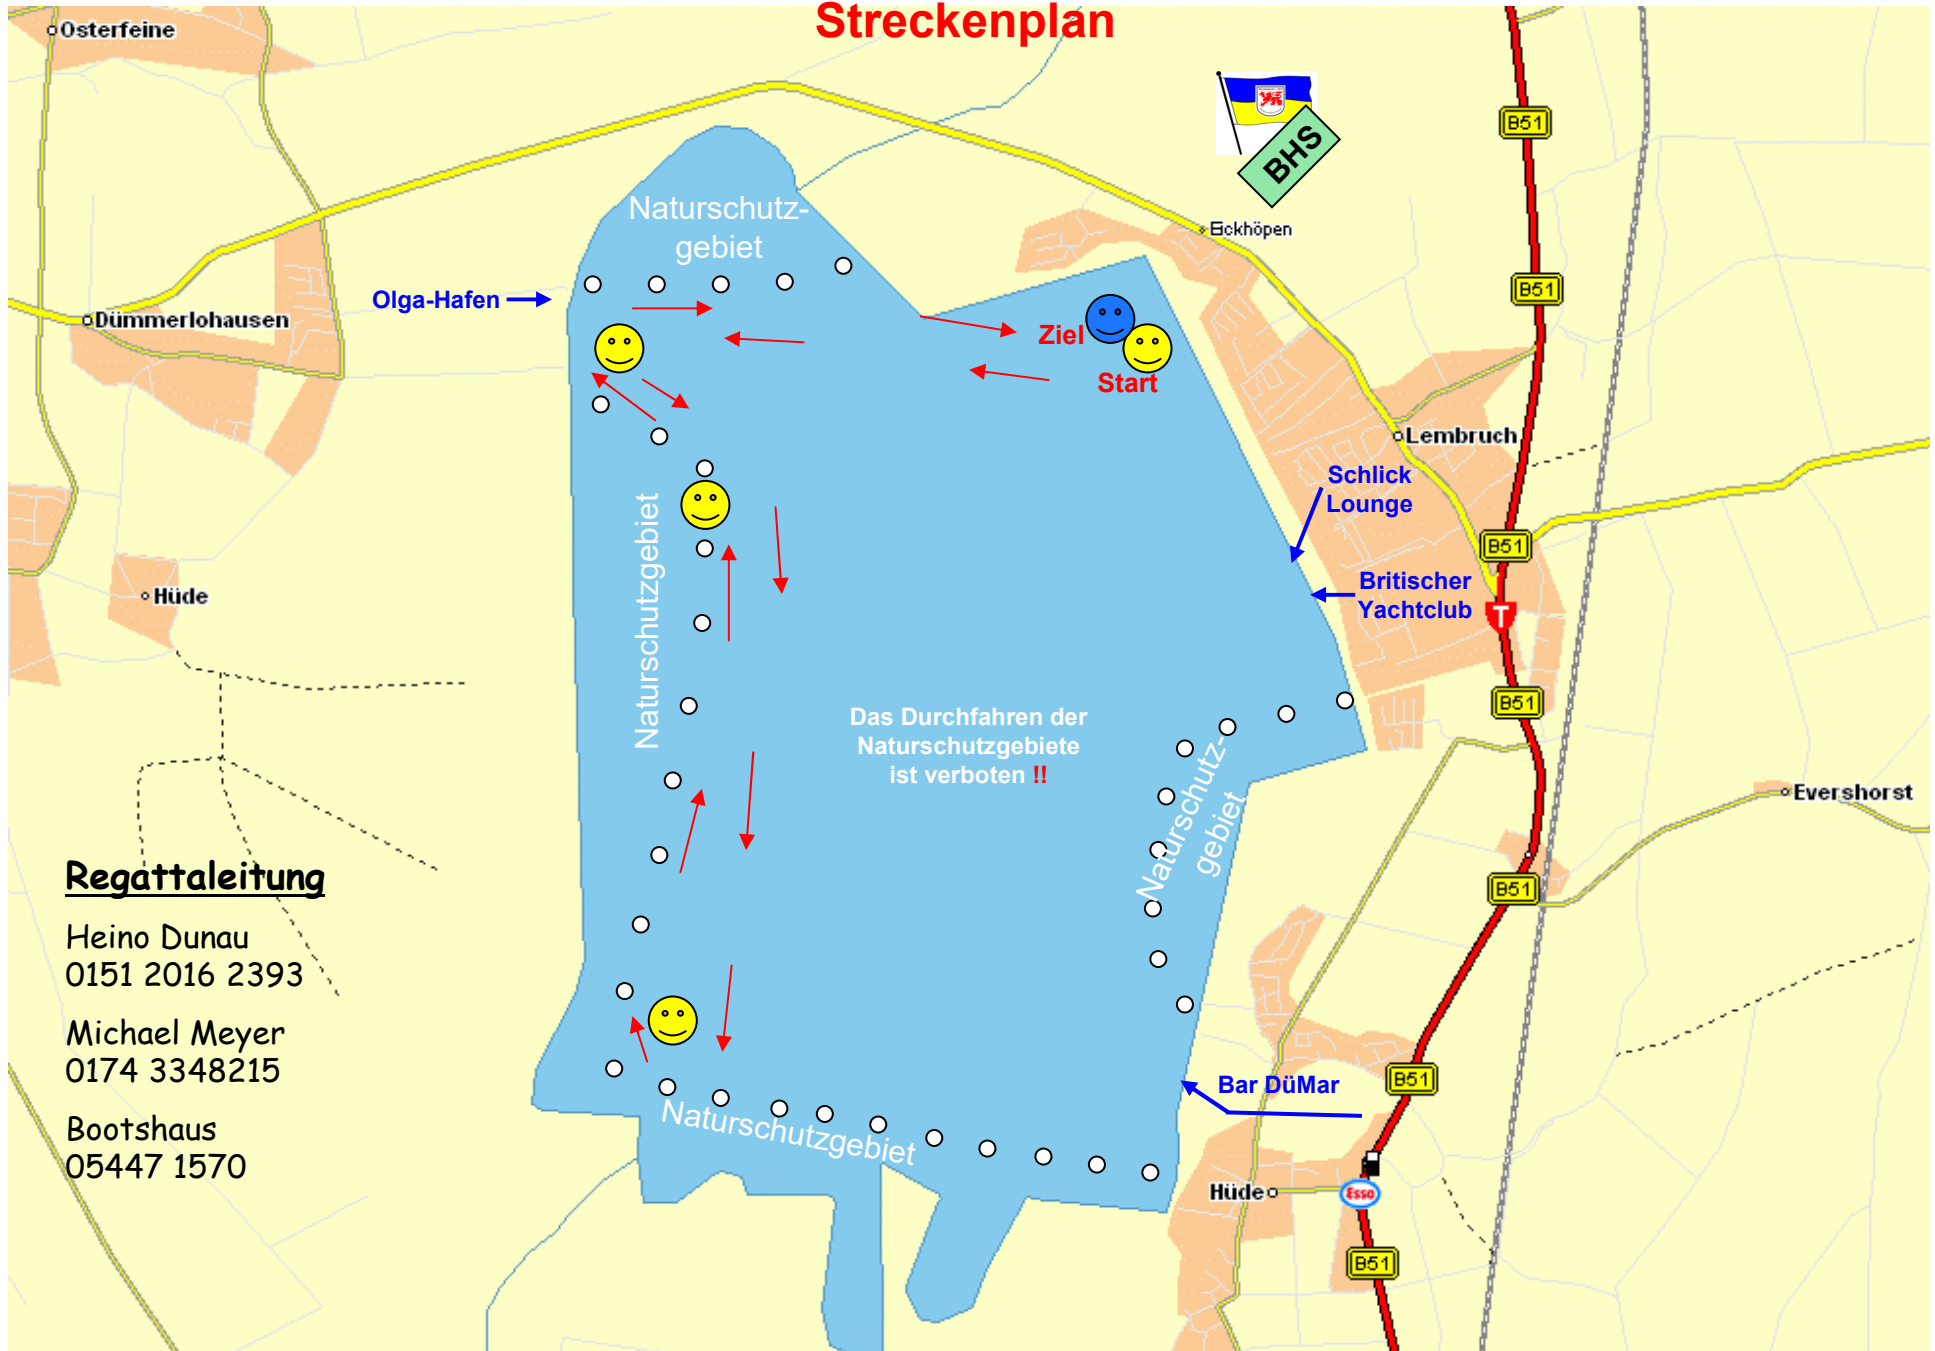 Streckenplan
Osterfeine
BHS
B51
Eickhöpen
Naturschutz-
gebiet
B51
Olga-Hafen
Dümmerlohausen
Ziel
Start
Lembruch
Schlick
Lounge
B51
Naturschutzgebiet
Britischer
Yachtclub
Hüde
T
B51
Das Durchfahren der
Naturschutzgebiete
ist verboten !!
Naturschutz-
gebiet
Evershorst
B51
Regattaleitung
Heino Dunau
0151 2016 2393
Michael Meyer
0174 3348215
Bootshaus
05447 1570
B51
Bar DüMar
Naturschutzgebiet
Hüde
Esso
B51